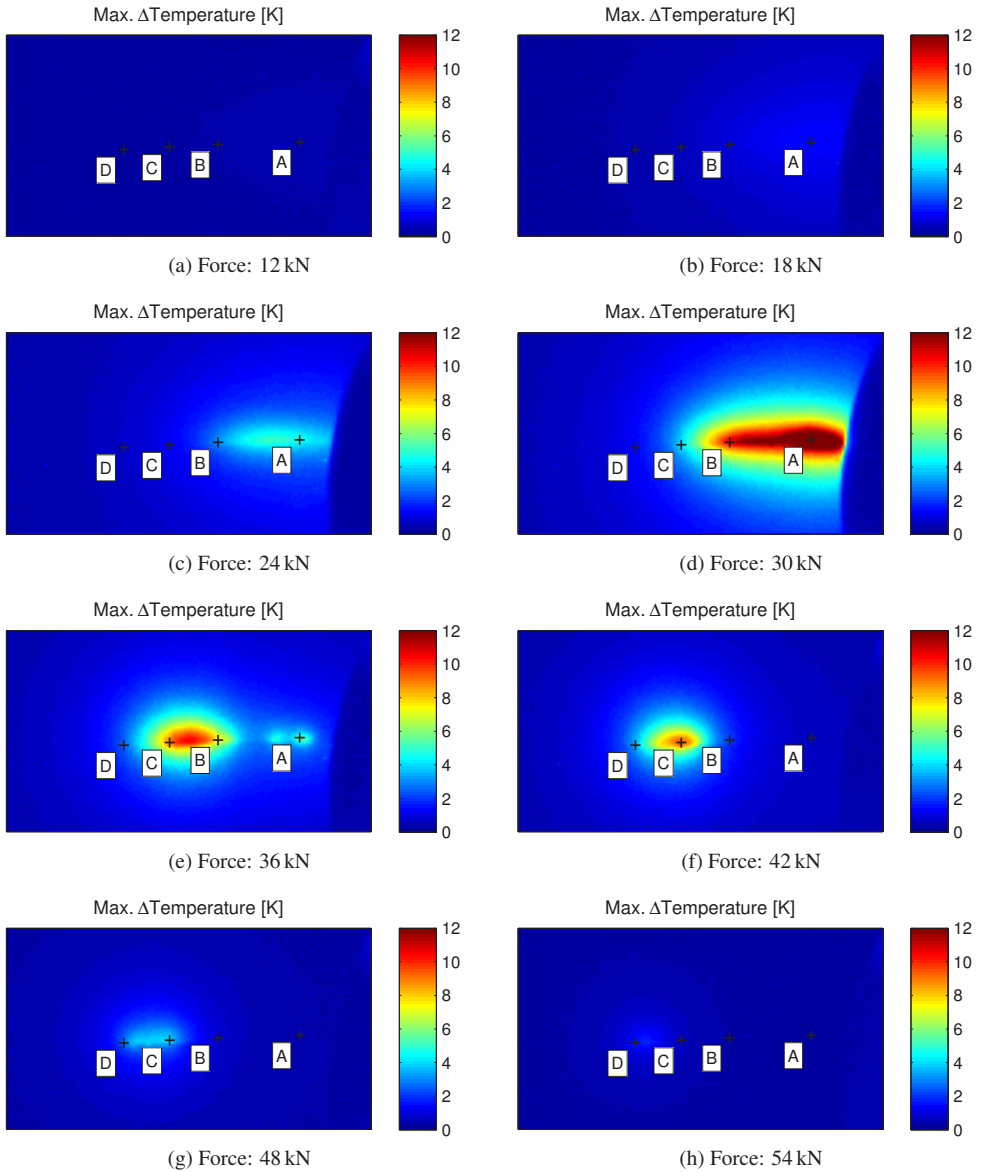 Max. ΔTemperature [K]
12
10
8
6
4
2
0
D
C
B
A
(a) Force: 12 kN
Max. ΔTemperature [K]
12
10
8
6
4
2
0
D
C
B
A
(b) Force: 18 kN
Max. ΔTemperature [K]
12
10
8
6
4
2
0
D
C
B
A
(c) Force: 24 kN
Max. ΔTemperature [K]
12
10
8
6
4
2
0
D
C
B
A
(d) Force: 30 kN
Max. ΔTemperature [K]
12
10
8
6
4
2
0
D
C
B
A
(e) Force: 36 kN
Max. ΔTemperature [K]
12
10
8
6
4
2
0
D
C
B
A
(f) Force: 42 kN
Max. ΔTemperature [K]
12
10
8
6
4
2
0
D
C
B
A
(g) Force: 48 kN
Max. ΔTemperature [K]
12
10
8
6
4
2
0
D
C
B
A
(h) Force: 54 kN